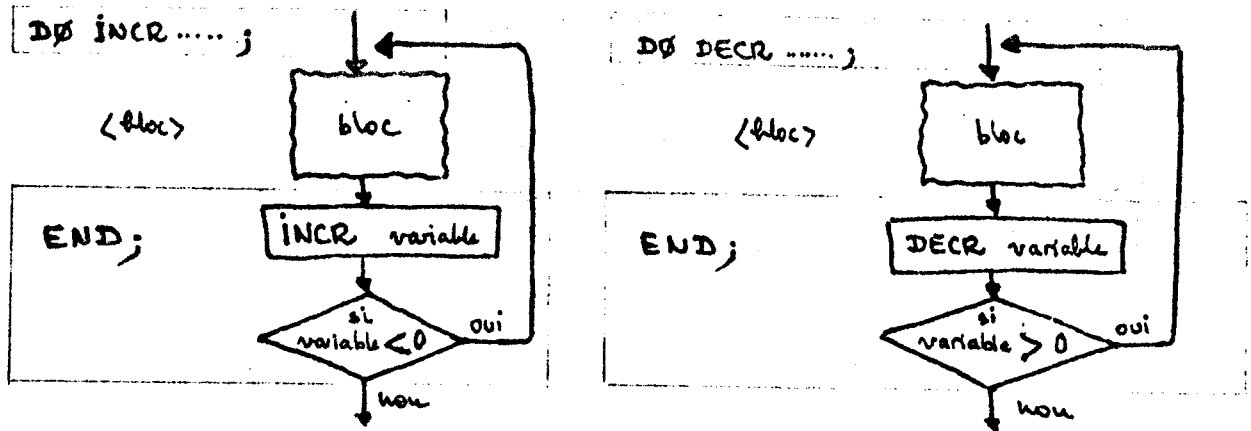 DØ INCR ..... ;
<bloc>
bloc
END;
INCR variable
si
variable < 0
oui
non
DØ DECR ...... ;
<bloc>
bloc
END;
DECR variable
si
variable > 0
oui
non